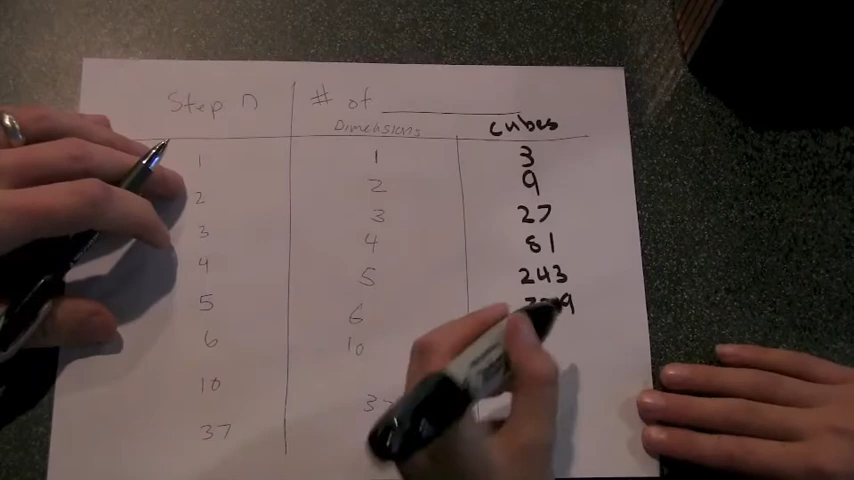 Step n # of
Dimensions cubes
1 1 3
2 2 9
3 3 27
4 4 81
5 5 243
6 6
10 10
37